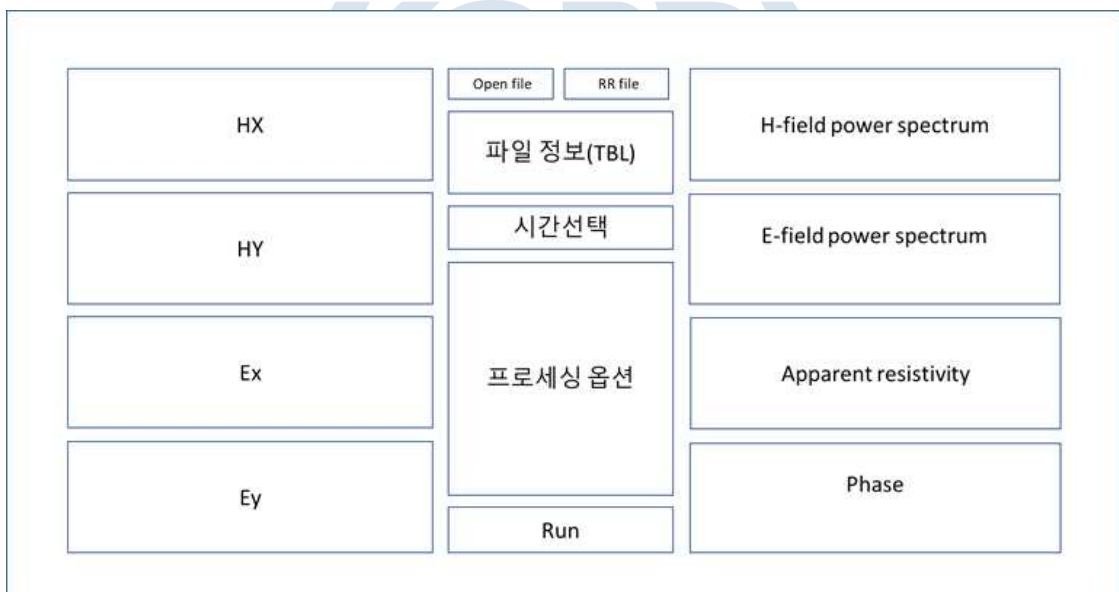 HX
HY
Ex
Ey
Open file
RR file
파일 정보(TBL)
시간선택
프로세싱 옵션
Run
H-field power spectrum
E-field power spectrum
Apparent resistivity
Phase